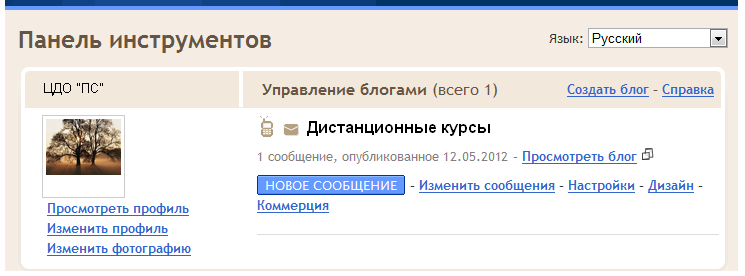 Панель инструментов
Язык: Русский
ЦДО "ПС"
Управление блогами (всего 1)
Создать блог - Справка
Дистанционные курсы
1 сообщение, опубликованное 12.05.2012 - Просмотреть блог
НОВОЕ СООБЩЕНИЕ - Изменить сообщения - Настройки - Дизайн -
Коммерция
Просмотреть профиль
Изменить профиль
Изменить фотографию